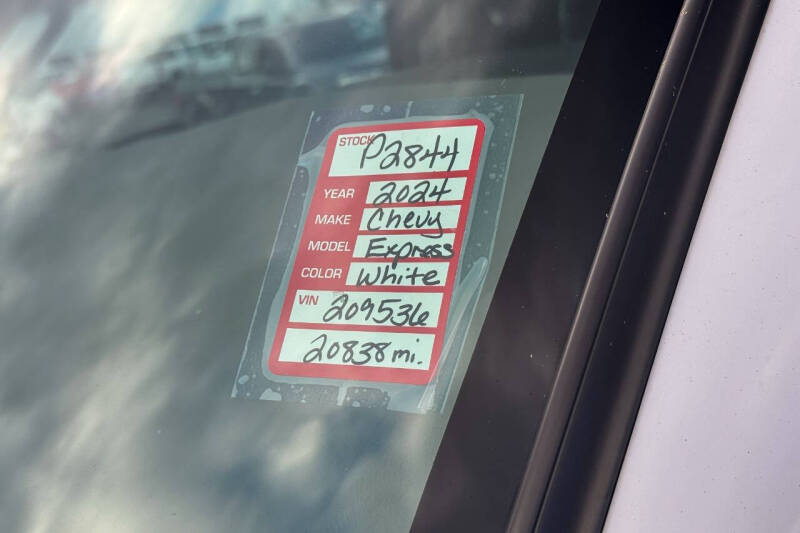 STOCK P2844
YEAR 2024
MAKE Chevy
MODEL Express
COLOR White
VIN 209536
20838 mi.